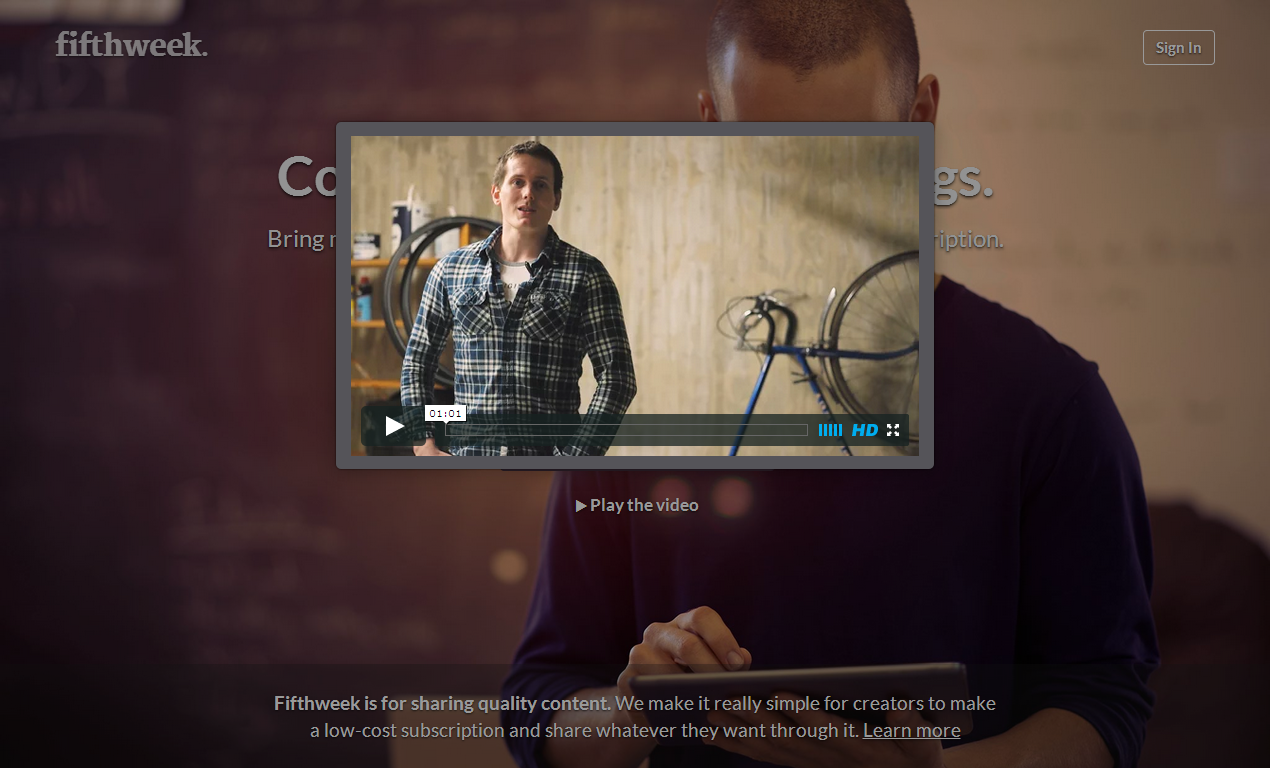 fifthweek.
Sign In
Co gs.
Bring ription.
01:01
HD
Play the video
Fifthweek is for sharing quality content. We make it really simple for creators to make
a low-cost subscription and share whatever they want through it. Learn more